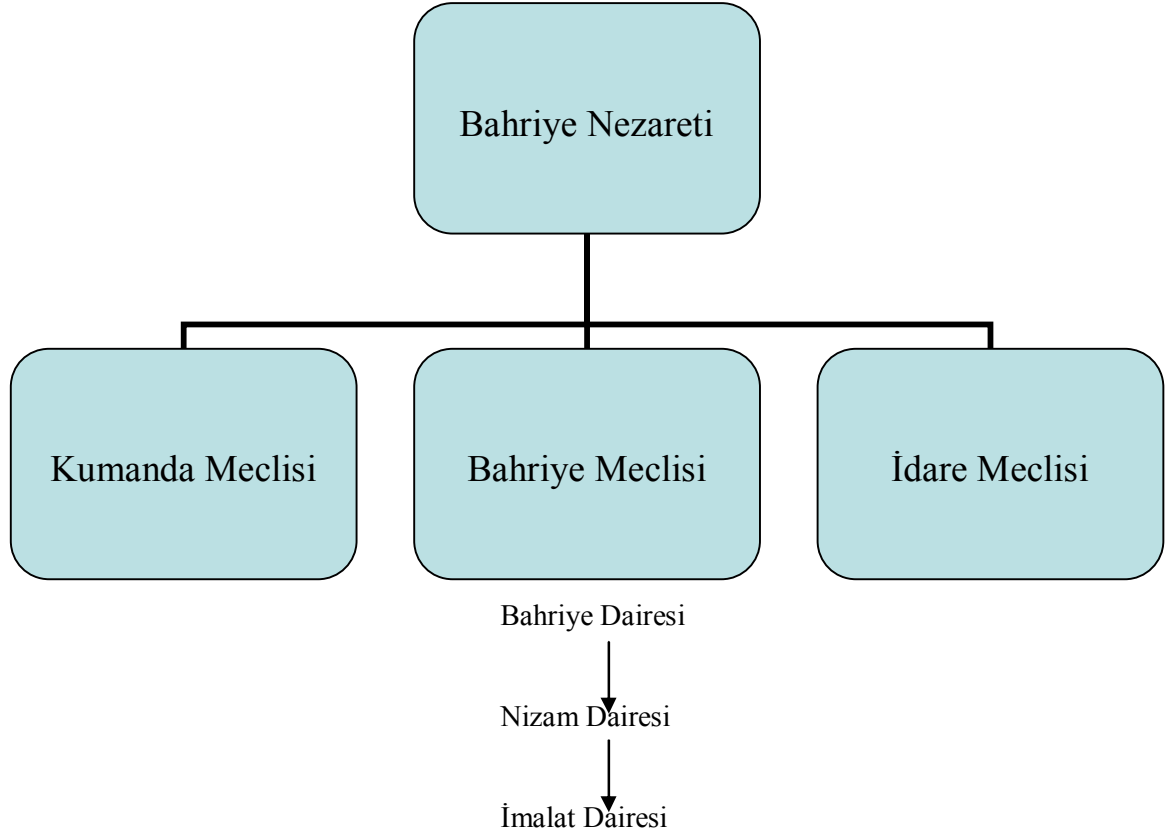 Bahriye Nezareti
Kumanda Meclisi
Bahriye Meclisi
İdare Meclisi
Bahriye Dairesi
Nizam Dairesi
İmalat Dairesi